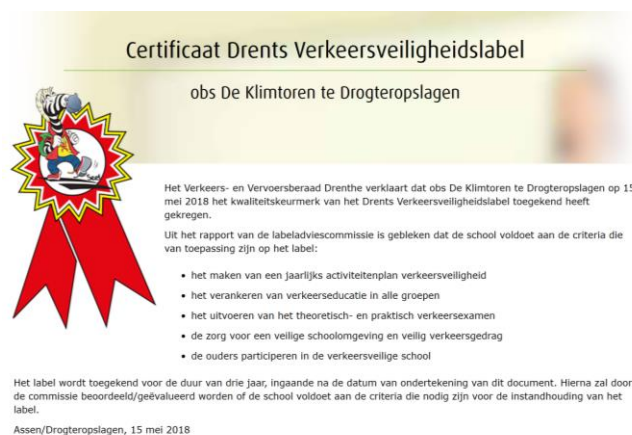 Certificaat Drents Verkeersveiligheidslabel
obs De Klimtoren te Drogteropslagen
Het Verkeers- en Vervoersberaad Drenthe verklaart dat obs De Klimtoren te Drogteropslagen op 15
mei 2018 het kwaliteitskeurmerk van het Drents Verkeersveiligheidslabel toegekend heeft
gekregen.
Uit het rapport van de labeladviescommissie is gebleken dat de school voldoet aan de criteria die
van toepassing zijn op het label:
• het maken van een jaarlijks activiteitenplan verkeersveiligheid
• het verankeren van verkeerseducatie in alle groepen
• het uitvoeren van het theoretisch- en praktisch verkeersexamen
• de zorg voor een veilige schoolomgeving en veilig verkeersgedrag
• de ouders participeren in de verkeersveilige school
Het label wordt toegekend voor de duur van drie jaar, ingaande na de datum van ondertekening van dit document. Hierna zal door
de commissie beoordeeld/geëvalueerd worden of de school voldoet aan de criteria die nodig zijn voor de instandhouding van het
label.
Assen/Drogteropslagen, 15 mei 2018